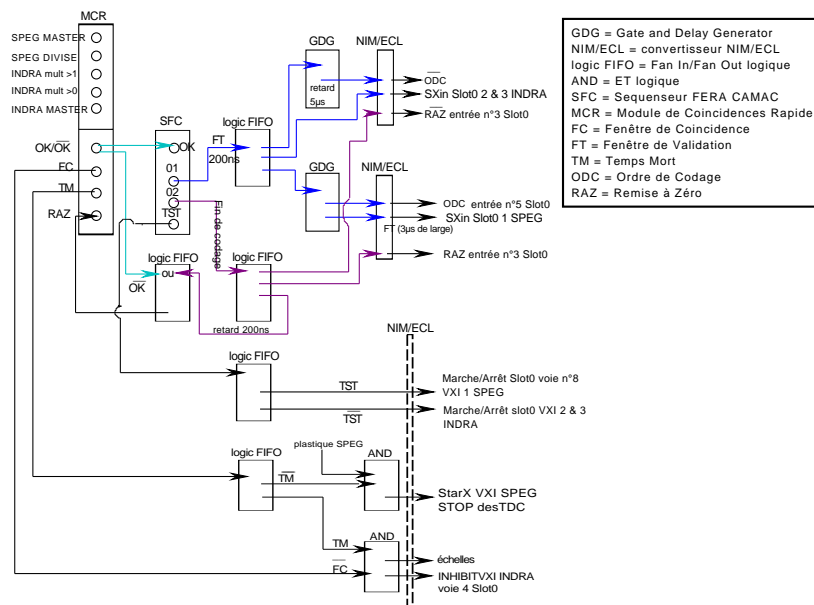 MCR
SPEG MASTER
SPEG DIVISE
INDRA mult >1
INDRA mult >0
INDRA MASTER
OK/OK
FC
TM
RAZ
SFC
OK
01
02
TST
FT
200ns
Fin de codage
logic FIFO
GDG
retard
5µs
NIM/ECL
ODC
SXin Slot0 2 & 3 INDRA
RAZ entrée n°3 Slot0
GDG
NIM/ECL
ODC entrée n°5 Slot0
SXin Slot0 1 SPEG
FT (3µs de large)
RAZ entrée n°3 Slot0
logic FIFO
ou
OK
logic FIFO
retard 200ns
NIM/ECL
logic FIFO
TST
Marche/Arrêt Slot0 voie n°8
VXI 1 SPEG
TST
Marche/Arrêt slot0 VXI 2 & 3
INDRA
logic FIFO
plastique SPEG
TM
AND
StarX VXI SPEG
STOP desTDC
TM
FC
AND
échelles
INHIBITVXI INDRA
voie 4 Slot0
GDG = Gate and Delay Generator
NIM/ECL = convertisseur NIM/ECL
logic FIFO = Fan In/Fan Out logique
AND = ET logique
SFC = Sequenseur FERA CAMAC
MCR = Module de Coincidences Rapide
FC = Fenêtre de Coincidence
FT = Fenêtre de Validation
TM = Temps Mort
ODC = Ordre de Codage
RAZ = Remise à Zéro